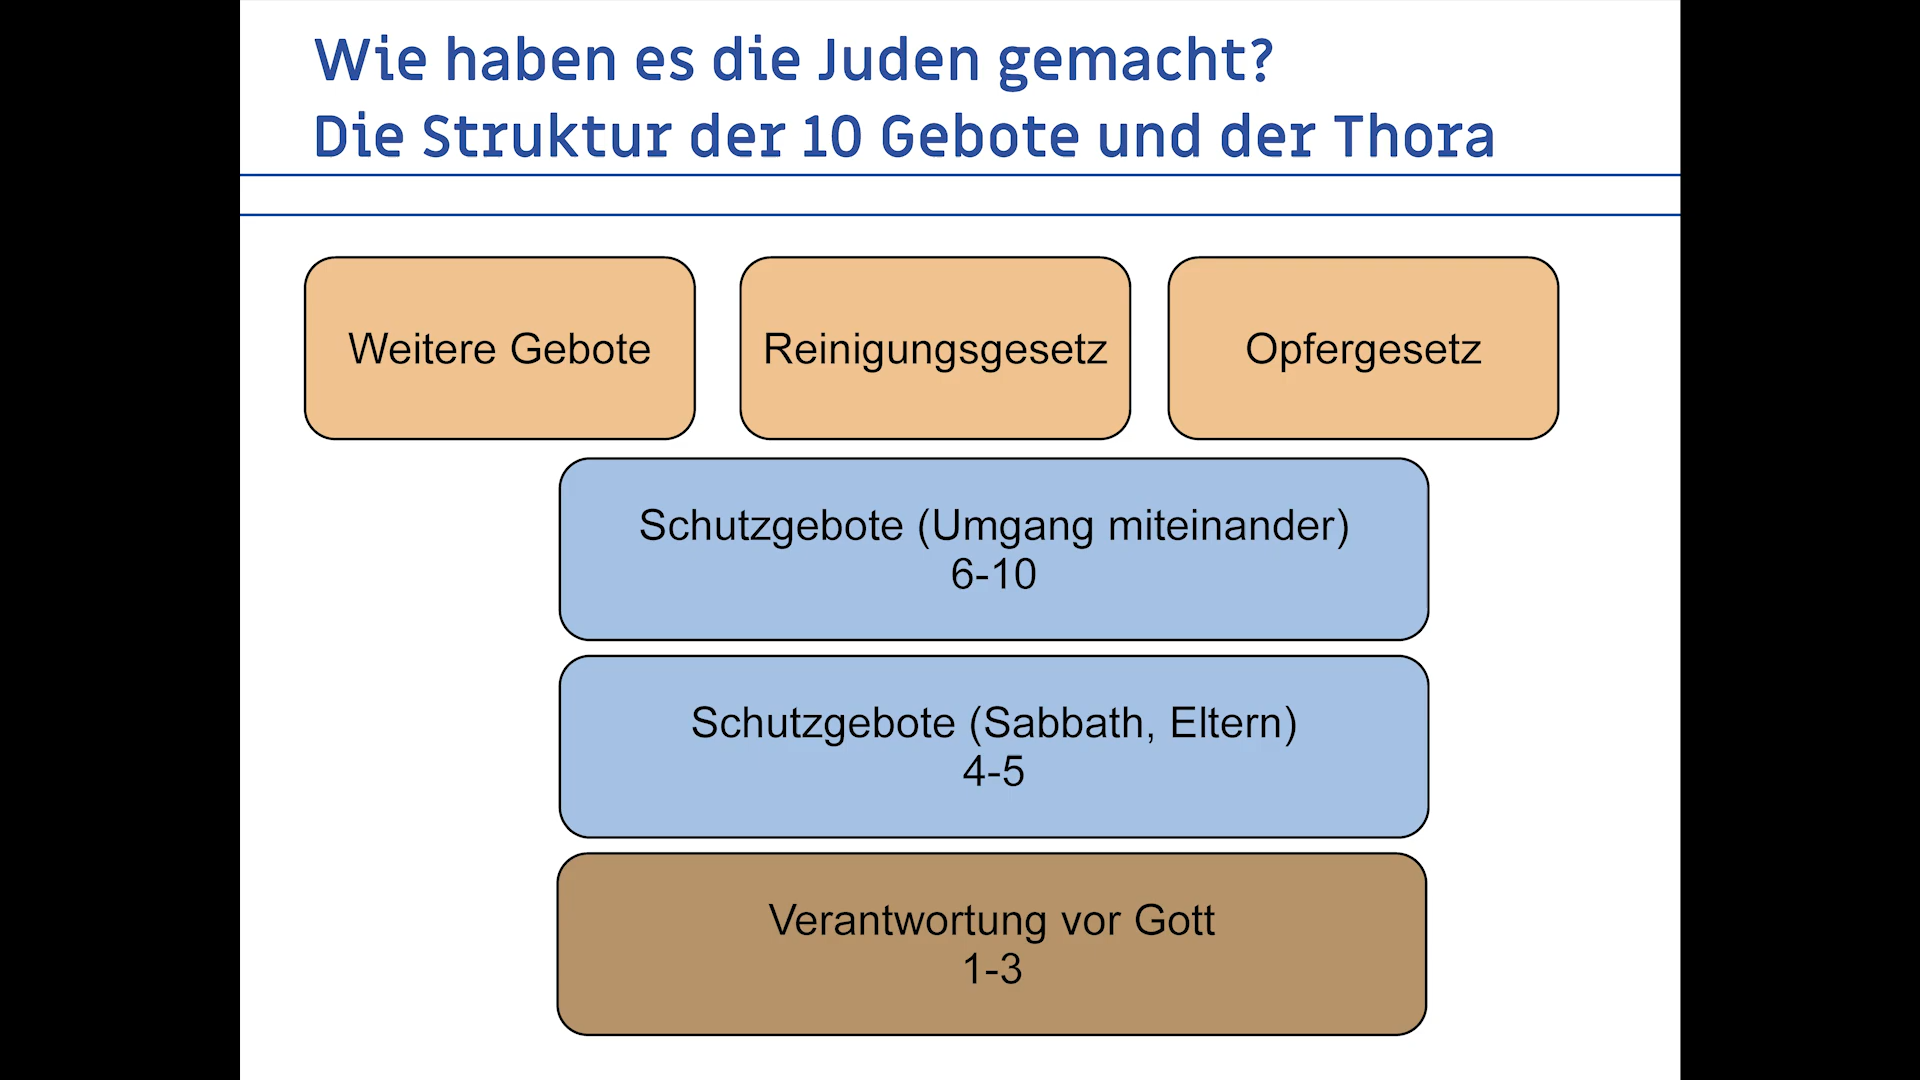 Wie haben es die Juden gemacht?
Die Struktur der 10 Gebote und der Thora
Weitere Gebote
Reinigungsgesetz
Opfergesetz
Schutzgebote (Umgang miteinander)
6-10
Schutzgebote (Sabbath, Eltern)
4-5
Verantwortung vor Gott
1-3